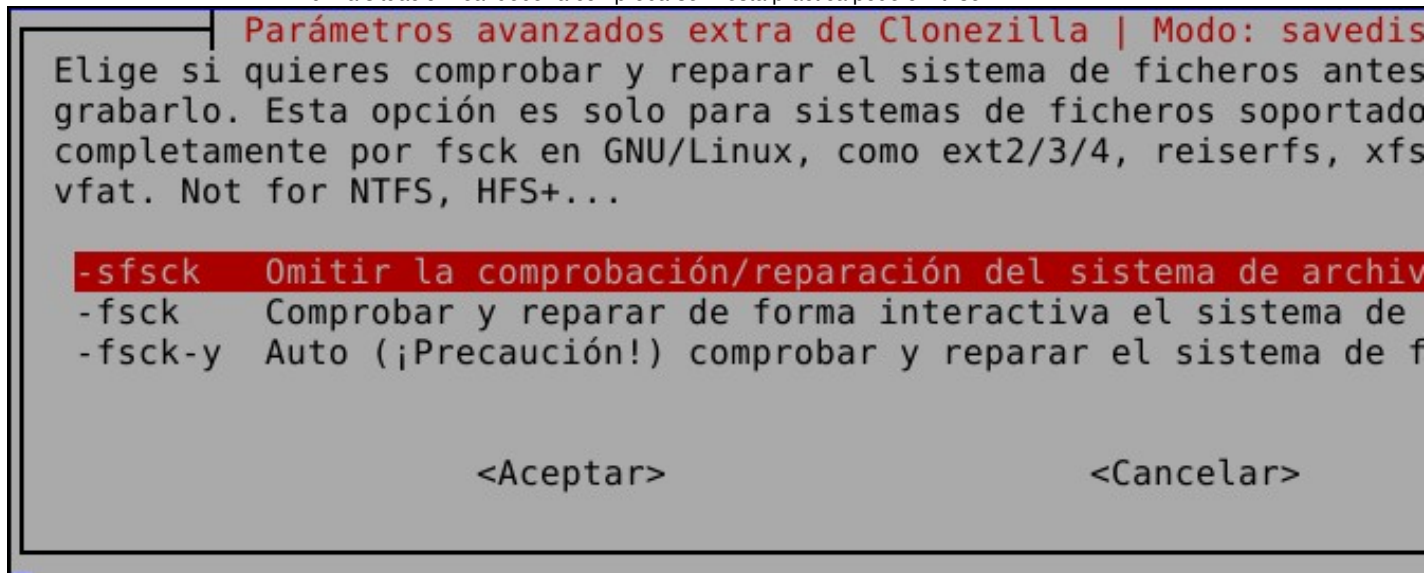 Parámetros avanzados extra de Clonezilla | Modo: savedis
Elige si quieres comprobar y reparar el sistema de ficheros antes
grabarlo. Esta opción es solo para sistemas de ficheros soportado
completamente por fsck en GNU/Linux, como ext2/3/4, reiserfs, xfs
vfat. Not for NTFS, HFS+...
-sfsck Omitir la comprobación/reparación del sistema de archiv
-fsck Comprobar y reparar de forma interactiva el sistema de
-fsck-y Auto (¡Precaución!) comprobar y reparar el sistema de f
<Aceptar> <Cancelar>